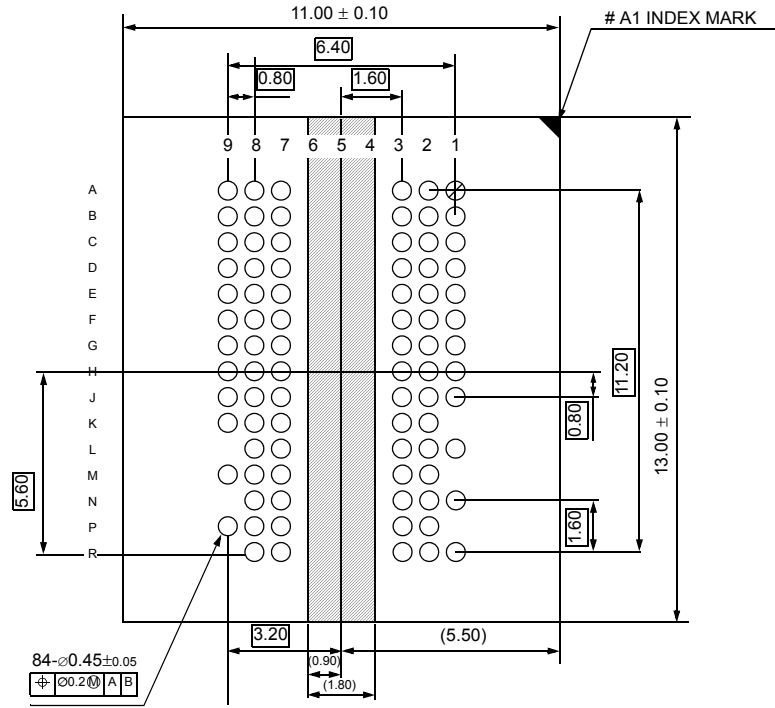 11.00 ± 0.10
# A1 INDEX MARK
6.40
0.80
1.60
9 8 7 6 5 4 3 2 1
A
B
C
D
E
F
G
H
J
K
L
M
N
P
R
11.20
0.80
13.00 ± 0.10
5.60
1.60
3.20
(5.50)
(0.90)
(1.80)
84-⌀0.45±0.05
⌖ ⌀0.2Ⓜ A B